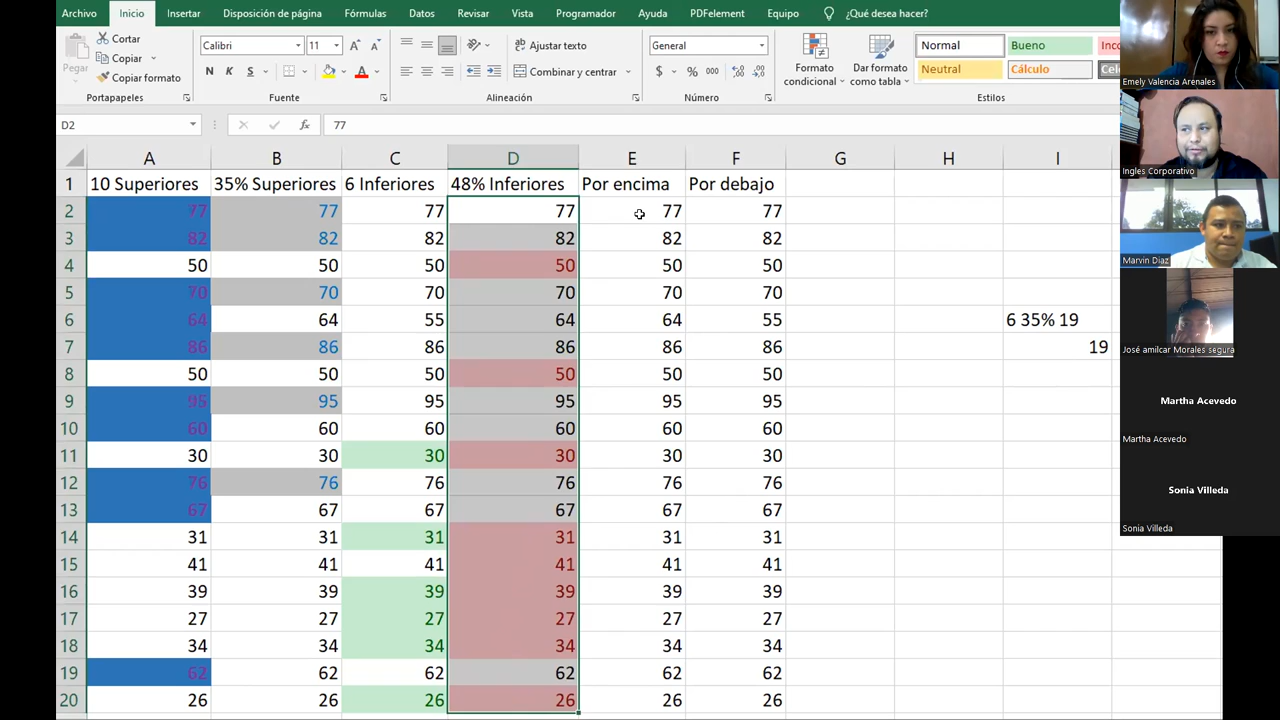 Archivo Inicio Insertar Disposición de página Fórmulas Datos Revisar Vista Programador Ayuda PDFelement Equipo ¿Qué desea hacer?
Pegar
Cortar
Copiar
Copiar formato
Portapapeles
Calibri 11
N K S
Fuente
Ajustar texto
Combinar y centrar
Alineación
General
$ % 000
Número
Formato condicional
Dar formato como tabla
Normal Bueno Inco
Neutral Cálculo Cel
Estilos
D2 fx 77
A B C D E F G H I
1 10 Superiores 35% Superiores 6 Inferiores 48% Inferiores Por encima Por debajo
2 77 77 77 77 77 77
3 82 82 82 82 82 82
4 50 50 50 50 50 50
5 70 70 70 70 70 70
6 64 64 55 64 64 55 6 35% 19
7 86 86 86 86 86 86 19
8 50 50 50 50 50 50
9 95 95 95 95 95 95
10 60 60 60 60 60 60
11 30 30 30 30 30 30
12 76 76 76 76 76 76
13 67 67 67 67 67 67
14 31 31 31 31 31 31
15 41 41 41 41 41 41
16 39 39 39 39 39 39
17 27 27 27 27 27 27
18 34 34 34 34 34 34
19 62 62 62 62 62 62
20 26 26 26 26 26 26
Emely Valencia Arenales
Ingles Corporativo
Marvin Diaz
José amilcar Morales segura
Martha Acevedo
Martha Acevedo
Sonia Villeda
Sonia Villeda